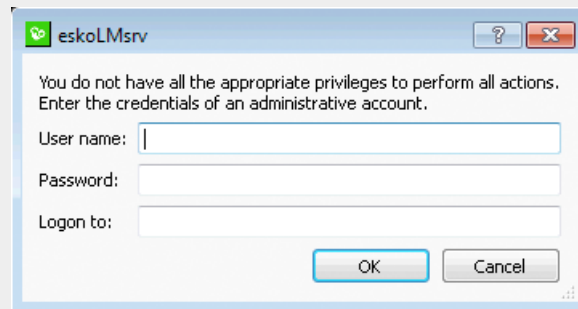 eskoLMsrv
You do not have all the appropriate privileges to perform all actions.
Enter the credentials of an administrative account.
User name:
Password:
Logon to:
OK Cancel